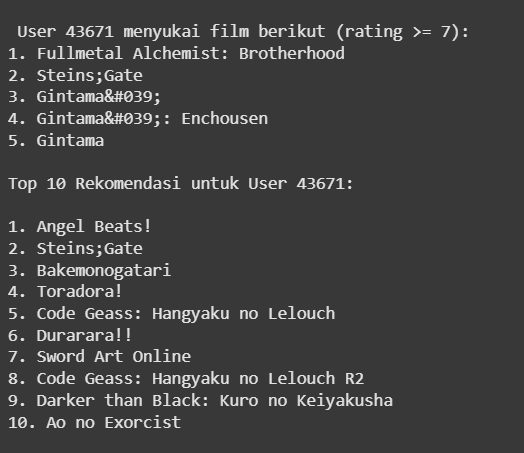 User 43671 menyukai film berikut (rating >= 7):
1. Fullmetal Alchemist: Brotherhood
2. Steins;Gate
3. Gintama&#039;
4. Gintama&#039;: Enchousen
5. Gintama
Top 10 Rekomendasi untuk User 43671:
1. Angel Beats!
2. Steins;Gate
3. Bakemonogatari
4. Toradora!
5. Code Geass: Hangyaku no Lelouch
6. Durarara!!
7. Sword Art Online
8. Code Geass: Hangyaku no Lelouch R2
9. Darker than Black: Kuro no Keiyakusha
10. Ao no Exorcist